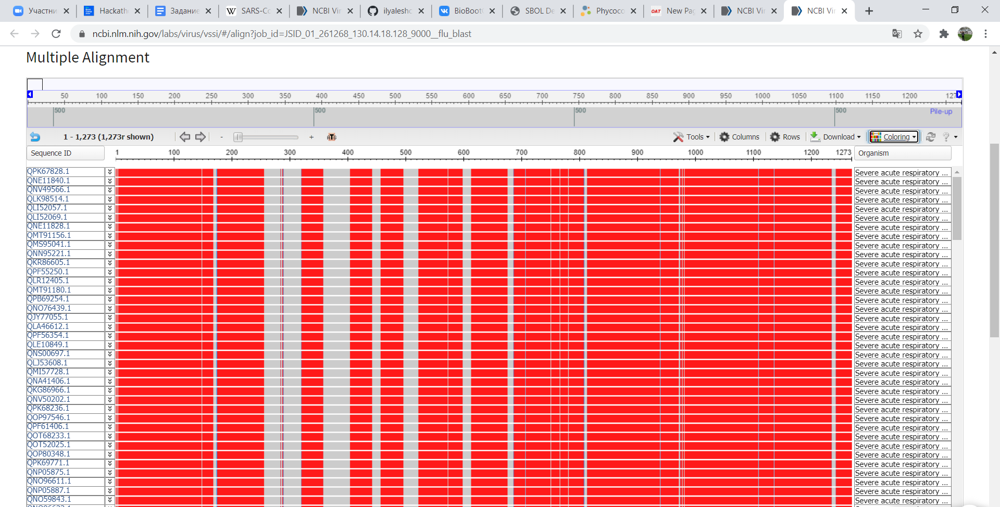 Участни
Hackath
Задание
SARS-Co
NCBI Vir
ilyalesho
BioBoot
SBOL De
Phycoco
New Pag
NCBI Vir
NCBI Vir
ncbi.nlm.nih.gov/labs/virus/vssi/#/align?job_id=JSID_01_261268_130.14.18.128_9000__flu_blast
Multiple Alignment
50 100 150 200 250 300 350 400 450 500 550 600 650 700 750 800 850 900 950 1000 1050 1100 1150 1200 127
500 500 500 500 Pile-up
1 - 1,273 (1,273r shown) - + ATG Tools Columns Rows Download Coloring ?
Sequence ID 1 100 200 300 400 500 600 700 800 900 1000 1100 1200 1273 Organism
QPK67828.1 Severe acute respiratory ...
QNE11840.1 Severe acute respiratory ...
QNV49566.1 Severe acute respiratory ...
QLK98514.1 Severe acute respiratory ...
QLI52057.1 Severe acute respiratory ...
QLI52069.1 Severe acute respiratory ...
QNE11828.1 Severe acute respiratory ...
QMT91156.1 Severe acute respiratory ...
QMS95041.1 Severe acute respiratory ...
QNN95221.1 Severe acute respiratory ...
QKR86605.1 Severe acute respiratory ...
QPF55250.1 Severe acute respiratory ...
QLR12405.1 Severe acute respiratory ...
QMT91180.1 Severe acute respiratory ...
QPB69254.1 Severe acute respiratory ...
QNO76439.1 Severe acute respiratory ...
QJY77055.1 Severe acute respiratory ...
QLA46612.1 Severe acute respiratory ...
QPF56354.1 Severe acute respiratory ...
QLE10849.1 Severe acute respiratory ...
QNS00697.1 Severe acute respiratory ...
QLJ53608.1 Severe acute respiratory ...
QMI57728.1 Severe acute respiratory ...
QNA41406.1 Severe acute respiratory ...
QKG86966.1 Severe acute respiratory ...
QNV50202.1 Severe acute respiratory ...
QPK68236.1 Severe acute respiratory ...
QOP97546.1 Severe acute respiratory ...
QPF61406.1 Severe acute respiratory ...
QOT68233.1 Severe acute respiratory ...
QOT52025.1 Severe acute respiratory ...
QOP80348.1 Severe acute respiratory ...
QPK69771.1 Severe acute respiratory ...
QNP05875.1 Severe acute respiratory ...
QNO96611.1 Severe acute respiratory ...
QNP05887.1 Severe acute respiratory ...
QNO59843.1 Severe acute respiratory ...